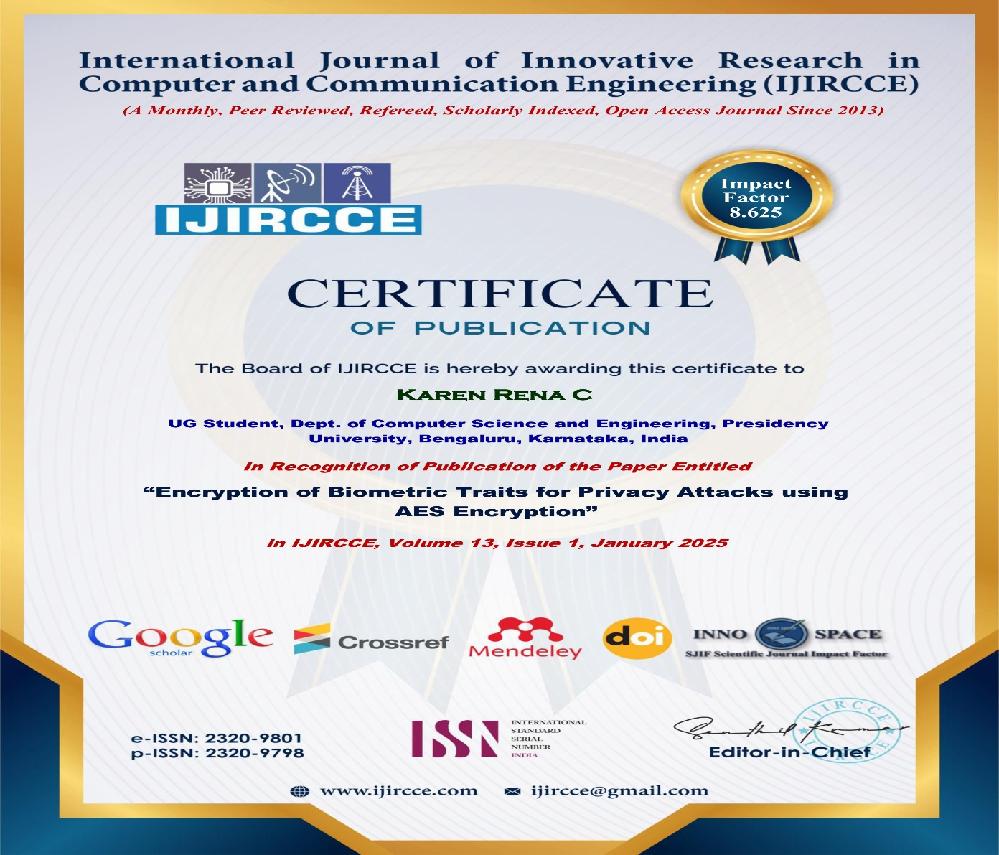 International Journal of Innovative Research in
Computer and Communication Engineering (IJIRCCE)
(A Monthly, Peer Reviewed, Refereed, Scholarly Indexed, Open Access Journal Since 2013)
IJIRCCE
Impact
Factor
8.625
CERTIFICATE
OF PUBLICATION
The Board of IJIRCCE is hereby awarding this certificate to
KAREN RENA C
UG Student, Dept. of Computer Science and Engineering, Presidency
University, Bengaluru, Karnataka, India
In Recognition of Publication of the Paper Entitled
“Encryption of Biometric Traits for Privacy Attacks using
AES Encryption”
in IJIRCCE, Volume 13, Issue 1, January 2025
Google
scholar
Crossref
Mendeley
doi
INNO SPACE
Inno Space
SJIF Scientific Journal Impact Factor
e-ISSN: 2320-9801
p-ISSN: 2320-9798
ISSN
INTERNATIONAL
STANDARD
SERIAL
NUMBER
INDIA
IJIRCCE
Senthil Kumar
IJIRCCE
Editor-in-Chief
www.ijircce.com ijircce@gmail.com